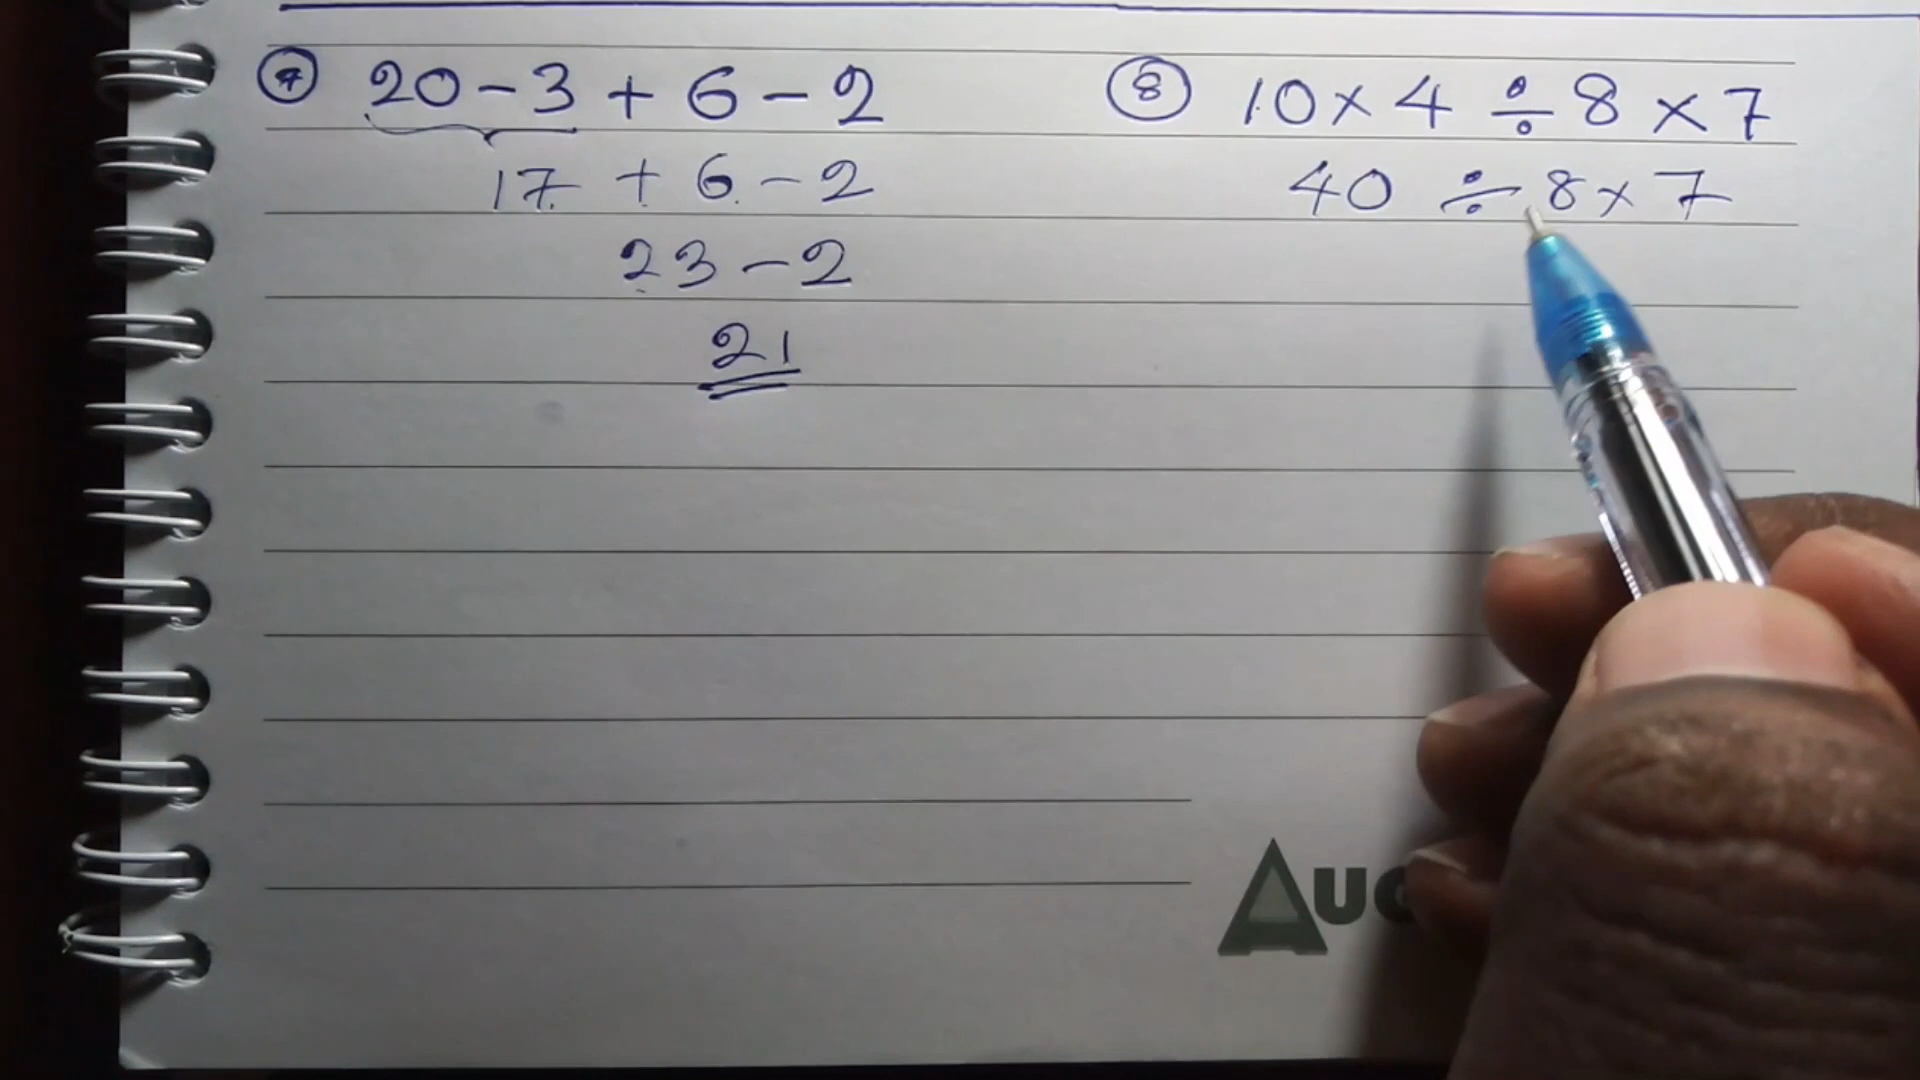 ⑦ 20 - 3 + 6 - 2
17 + 6 - 2
23 - 2
21
⑧ 10 × 4 ÷ 8 × 7
40 ÷ 8 × 7